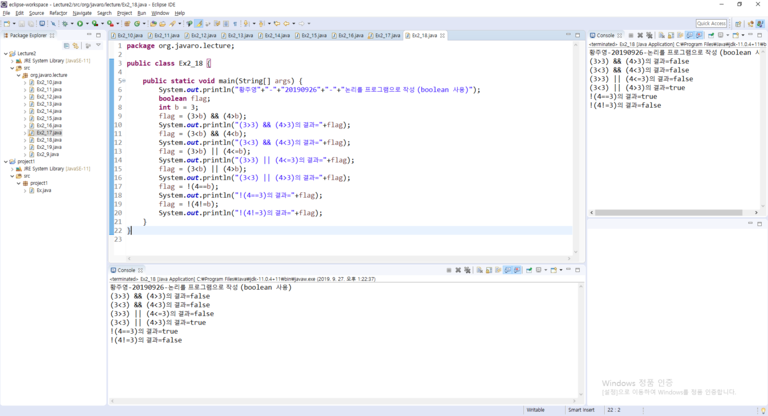 eclipse-workspace - Lecture2/src/org/javaro/lecture/Ex2_18.java - Eclipse IDE
File Edit Source Refactor Navigate Search Project Run Window Help
Quick Access
Package Explorer
Lecture2
JRE System Library [JavaSE-11]
src
org.javaro.lecture
Ex2_10.java
Ex2_11.java
Ex2_12.java
Ex2_13.java
Ex2_14.java
Ex2_15.java
Ex2_16.java
Ex2_17.java
Ex2_18.java
Ex2_19.java
Ex2_9.java
project1
JRE System Library [JavaSE-11]
src
project1
Ex.java
Ex2_10.java Ex2_11.java Ex2_12.java Ex2_13.java Ex2_14.java Ex2_15.java Ex2_16.java Ex2_17.java Ex2_18.java
1 package org.javaro.lecture;
2
3 public class Ex2_18 {
4
5 public static void main(String[] args) {
6 System.out.println("황주영"+"-"+"20190926"+"-"+"논리를 프로그램으로 작성 (boolean 사용)");
7 boolean flag;
8 int b = 3;
9 flag = (3>b) && (4>b);
10 System.out.println("(3>3) && (4>3)의 결과="+flag);
11 flag = (3<b) && (4<b);
12 System.out.println("(3<3) && (4<3)의 결과="+flag);
13 flag = (3>b) || (4<=b);
14 System.out.println("(3>3) || (4<=3)의 결과="+flag);
15 flag = (3<b) || (4>b);
16 System.out.println("(3<3) || (4>3)의 결과="+flag);
17 flag = !(4==b);
18 System.out.println("!(4==3)의 결과="+flag);
19 flag = !(4!=b);
20 System.out.println("!(4!=3)의 결과="+flag);
21 }
22 }
23
Console
<terminated> Ex2_18 [Java Application] C:₩Program Files₩Java₩jdk-11.0.4+11₩bin₩javaw.exe (2019. 9. 27. 오후 1:22:37)
황주영-20190926-논리를 프로그램으로 작성 (boolean 사용)
(3>3) && (4>3)의 결과=false
(3<3) && (4<3)의 결과=false
(3>3) || (4<=3)의 결과=false
(3<3) || (4>3)의 결과=true
!(4==3)의 결과=true
!(4!=3)의 결과=false
Console
<terminated> Ex2_18 [Java Application] C:₩Program Files₩Java₩jdk-11.0.4+11
황주영-20190926-논리를 프로그램으로 작성 (boolean
(3>3) && (4>3)의 결과=false
(3<3) && (4<3)의 결과=false
(3>3) || (4<=3)의 결과=false
(3<3) || (4>3)의 결과=true
!(4==3)의 결과=true
!(4!=3)의 결과=false
Windows 정품 인증
[설정]으로 이동하여 Windows를 정품 인증합니다.
Writable Smart Insert 22 : 2